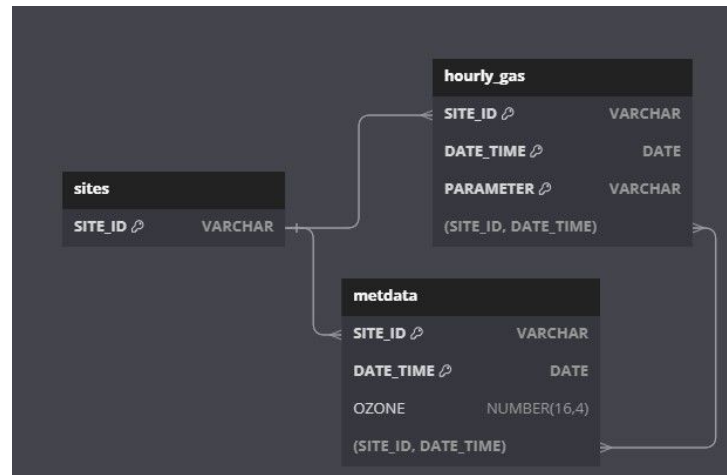 hourly_gas
SITE_ID VARCHAR
DATE_TIME DATE
PARAMETER VARCHAR
(SITE_ID, DATE_TIME)
sites
SITE_ID VARCHAR
metdata
SITE_ID VARCHAR
DATE_TIME DATE
OZONE NUMBER(16,4)
(SITE_ID, DATE_TIME)